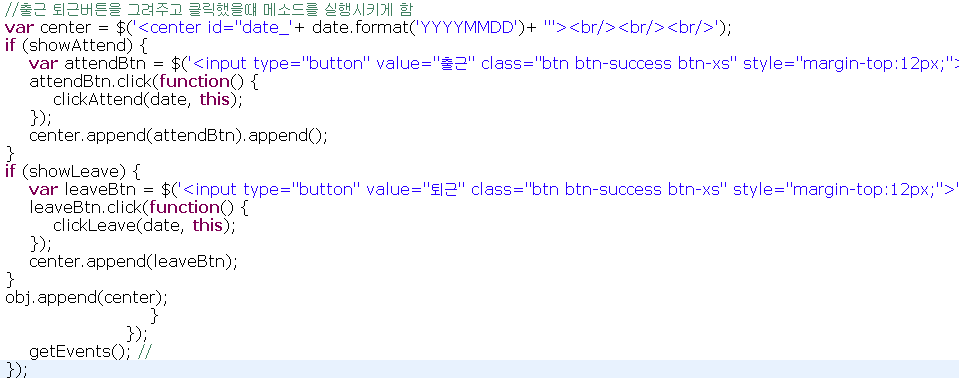 //출근 퇴근버튼을 그려주고 클릭했을떄 메소드를 실행시키게 함
var center = $('<center id="date_'+ date.format('YYYYMMDD')+ '"><br/><br/><br/>');
if (showAttend) {
var attendBtn = $('<input type="button" value="출근" class="btn btn-success btn-xs" style="margin-top:12px;">
attendBtn.click(function() {
clickAttend(date, this);
});
center.append(attendBtn).append();
}
if (showLeave) {
var leaveBtn = $('<input type="button" value="퇴근" class="btn btn-success btn-xs" style="margin-top:12px;">'
leaveBtn.click(function() {
clickLeave(date, this);
});
center.append(leaveBtn);
}
obj.append(center);
}
});
getEvents(); //
});